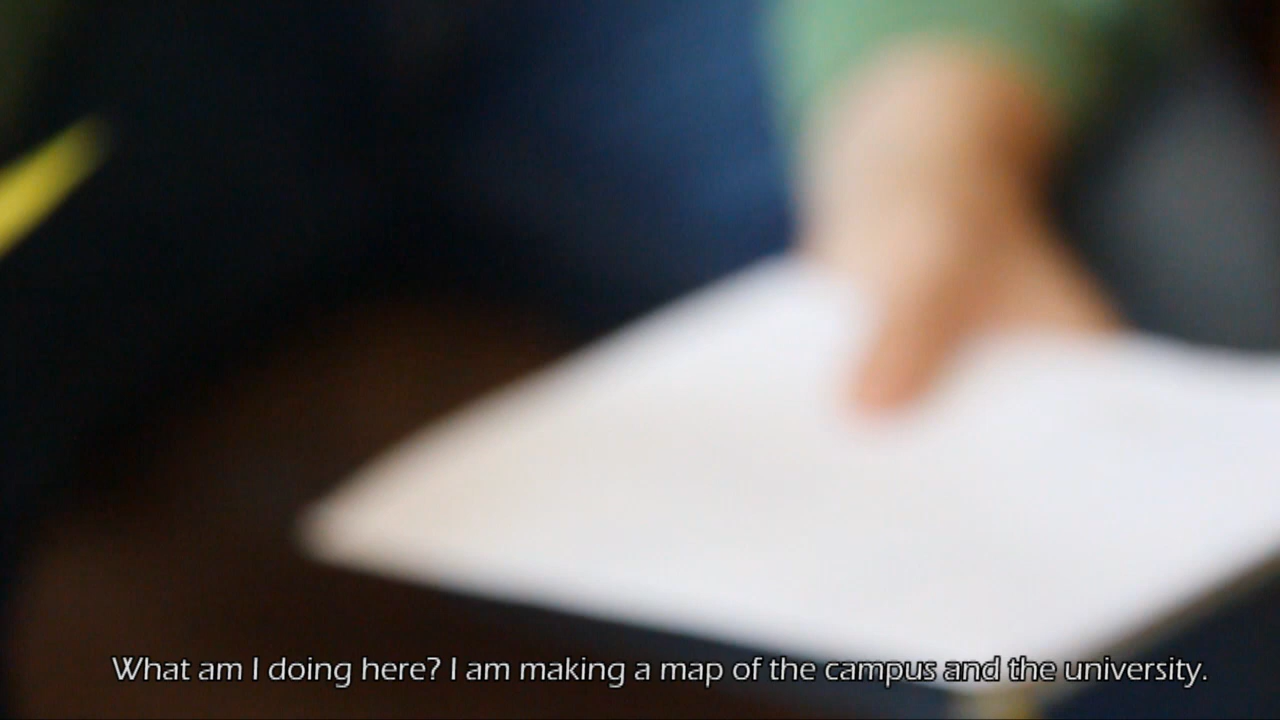 What am I doing here? I am making a map of the campus and the university.